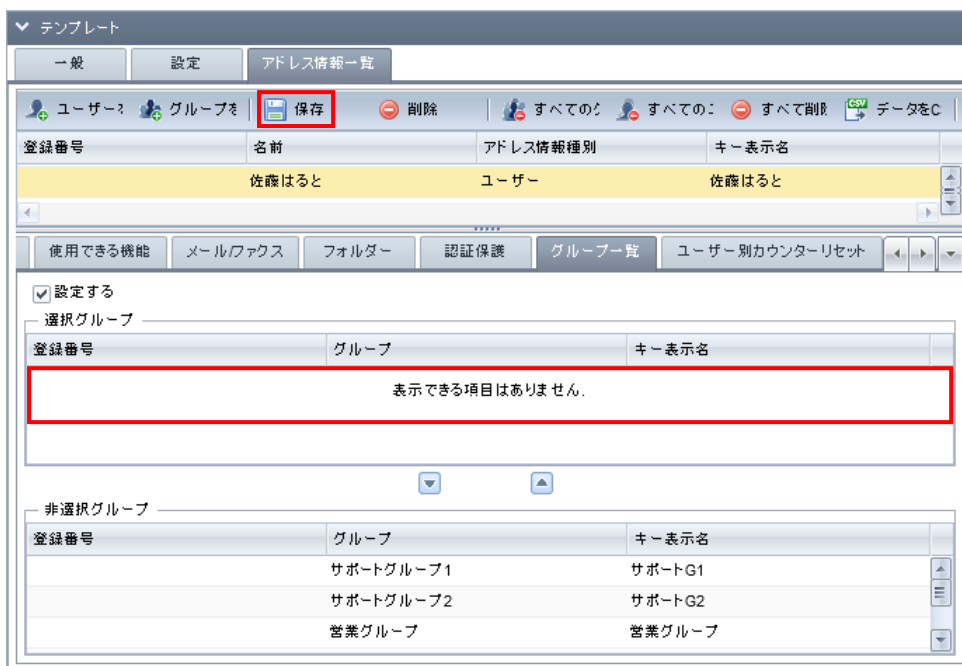 テンプレート
一般 設定 アドレス情報一覧
ユーザーネ グループを 保存 削除 すべての すべてのユ すべて削除 データをC
登録番号 名前 アドレス情報種別 キー表示名
佐藤はると ユーザー 佐藤はると
使用できる機能 メール/ファックス フォルダー 認証保護 グループ一覧 ユーザー別カウンターリセット
設定する
選択グループ
登録番号 グループ キー表示名
表示できる項目はありません.
非選択グループ
登録番号 グループ キー表示名
サポートグループ1 サポートG1
サポートグループ2 サポートG2
営業グループ 営業グループ